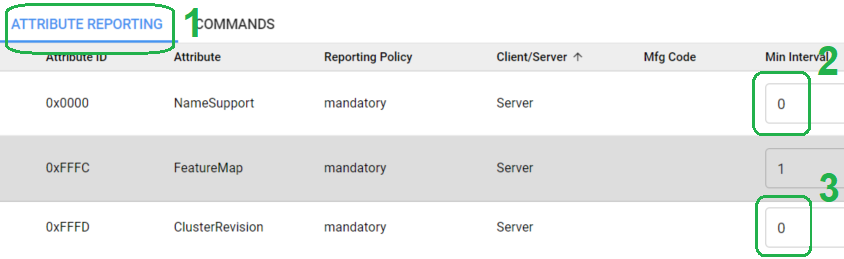 ATTRIBUTE REPORTING 1 COMMANDS
Attribute ID Attribute Reporting Policy Client/Server ↑ Mfg Code Min Interval
2
0x0000 NameSupport mandatory Server 0
0xFFFC FeatureMap mandatory Server 1
3
0xFFFD ClusterRevision mandatory Server 0